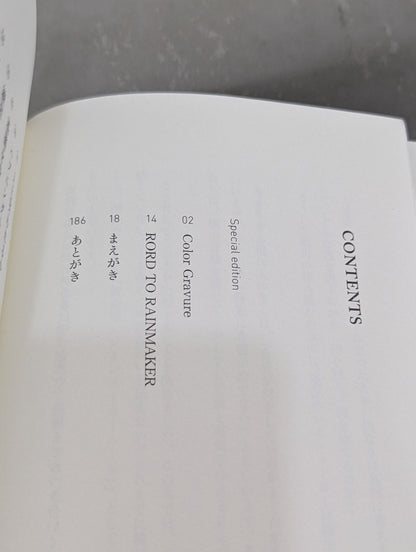 CONTENTS
Special edition
02 Color Gravure
14 RORD TO RAINMAKER
18 まえがき
186 あとがき